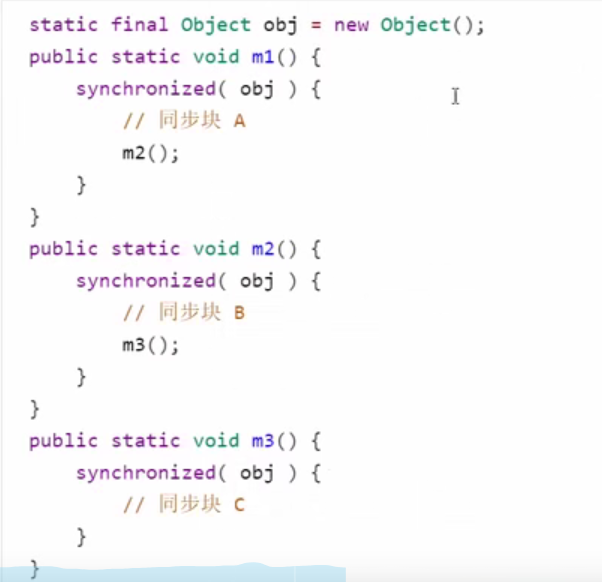 static final Object obj = new Object();
public static void m1() {
    synchronized( obj ) {
        // 同步块 A
        m2();
    }
}
public static void m2() {
    synchronized( obj ) {
        // 同步块 B
        m3();
    }
}
public static void m3() {
    synchronized( obj ) {
        // 同步块 C
    }
}